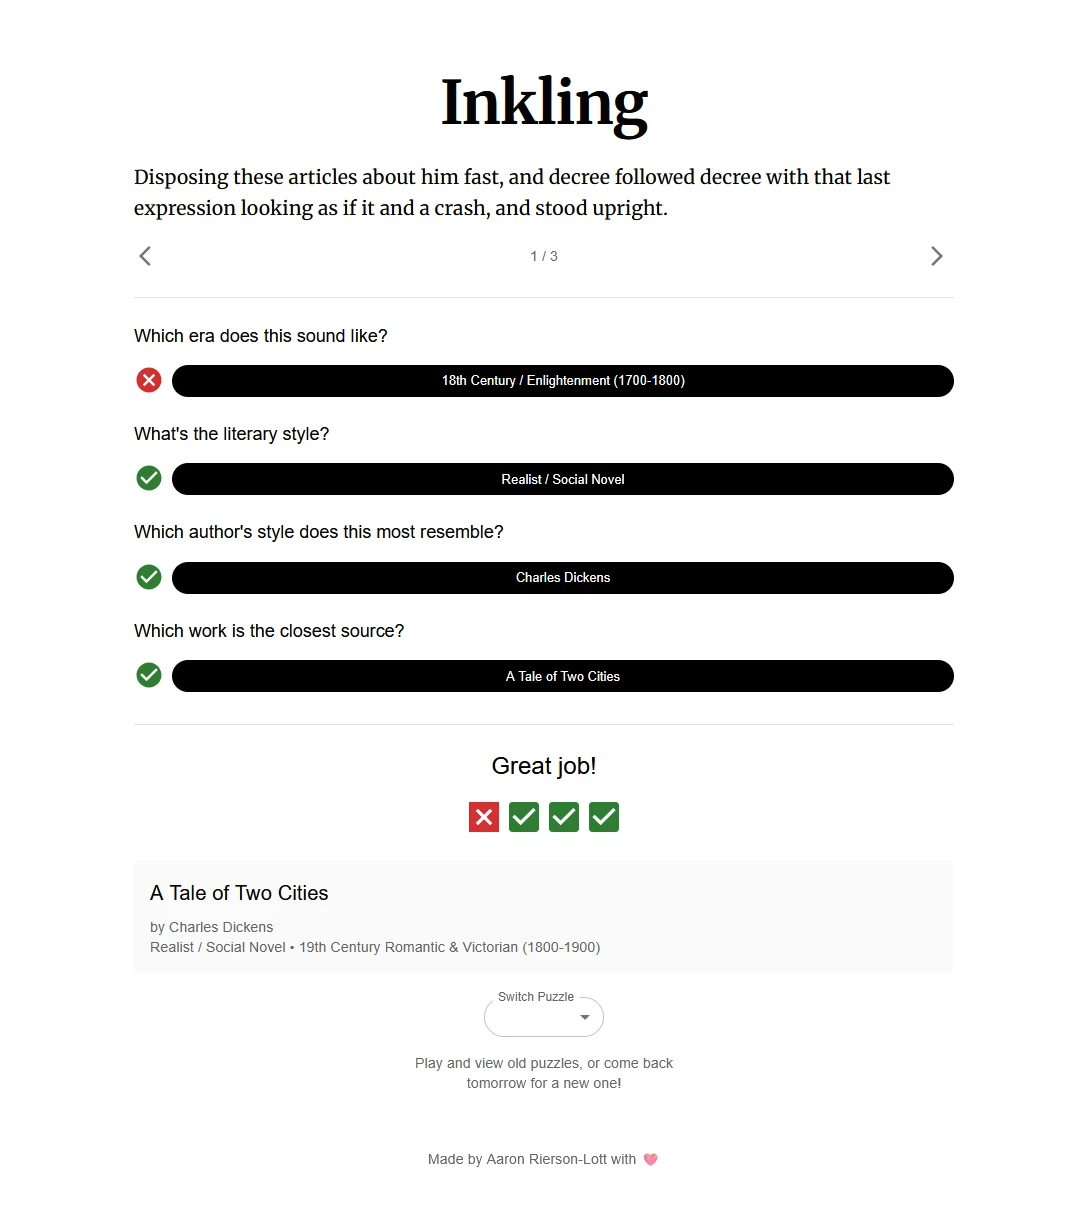 Inkling
Disposing these articles about him fast, and decree followed decree with that last
expression looking as if it and a crash, and stood upright.
1 / 3
Which era does this sound like?
18th Century / Enlightenment (1700-1800)
What's the literary style?
Realist / Social Novel
Which author's style does this most resemble?
Charles Dickens
Which work is the closest source?
A Tale of Two Cities
Great job!
A Tale of Two Cities
by Charles Dickens
Realist / Social Novel • 19th Century Romantic & Victorian (1800-1900)
Switch Puzzle
Play and view old puzzles, or come back
tomorrow for a new one!
Made by Aaron Rierson-Lott with